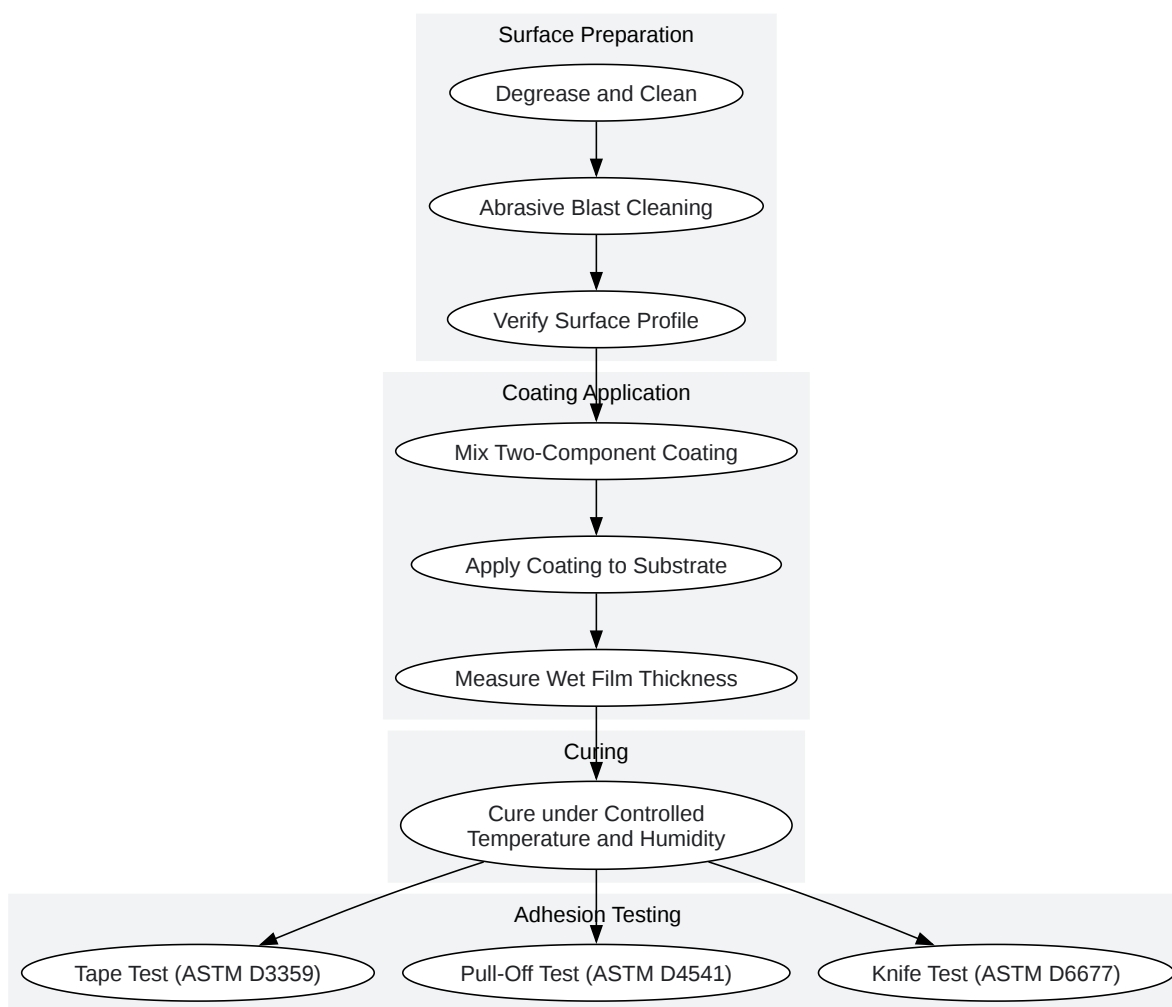 Surface Preparation
Degrease and Clean
Abrasive Blast Cleaning
Verify Surface Profile
Coating Application
Mix Two-Component Coating
Apply Coating to Substrate
Measure Wet Film Thickness
Curing
Cure under Controlled
Temperature and Humidity
Adhesion Testing
Tape Test (ASTM D3359)
Pull-Off Test (ASTM D4541)
Knife Test (ASTM D6677)